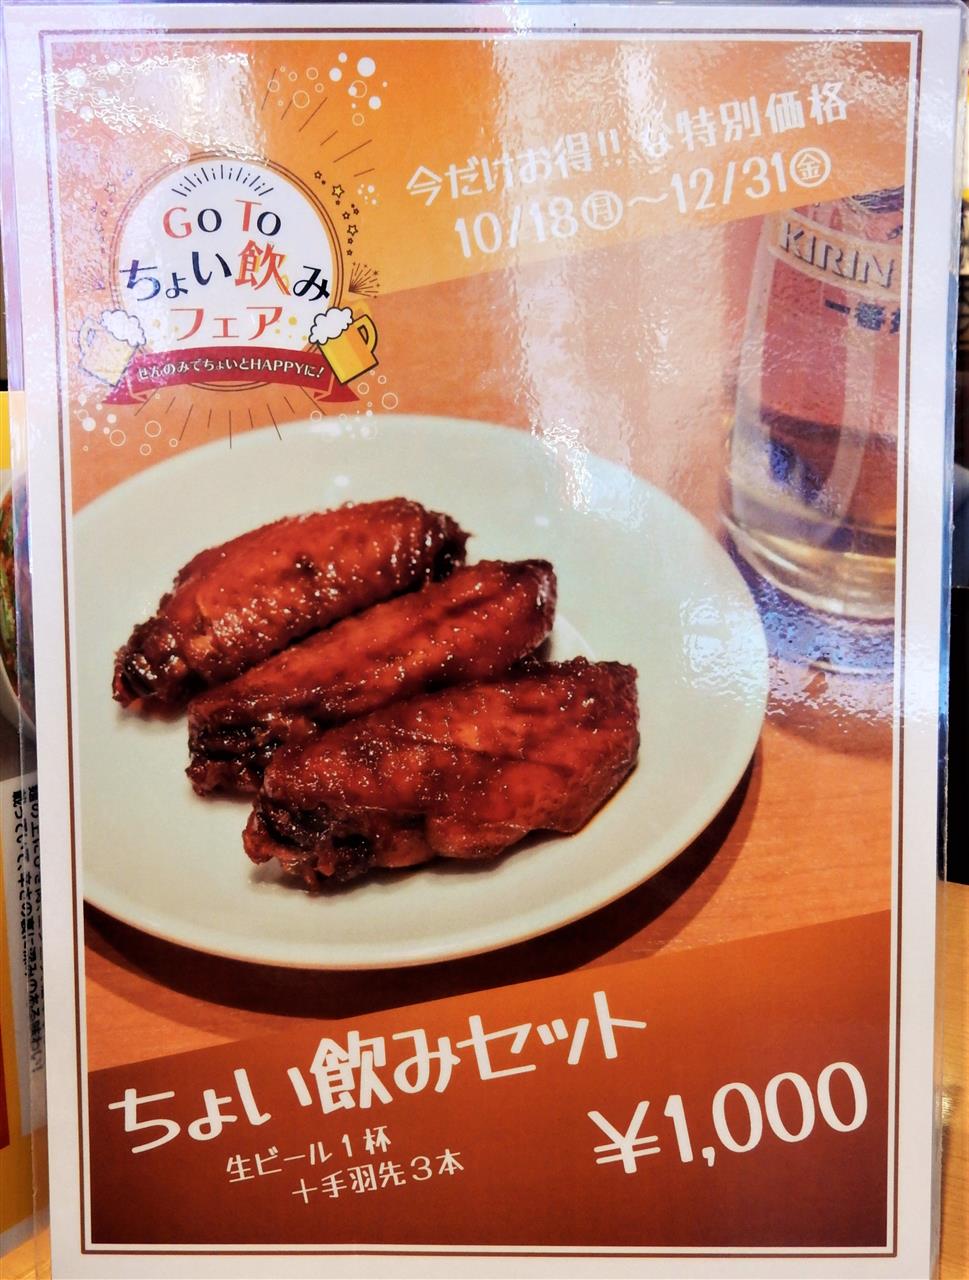 今だけお得!! な特別価格
10/18㊊～12/31㊎
GO TO
ちょい飲み
フェア
せんのみでちょいとHAPPYに!
KIRIN
一番
ちょい飲みセット
生ビール1杯
+手羽先3本
¥1,000